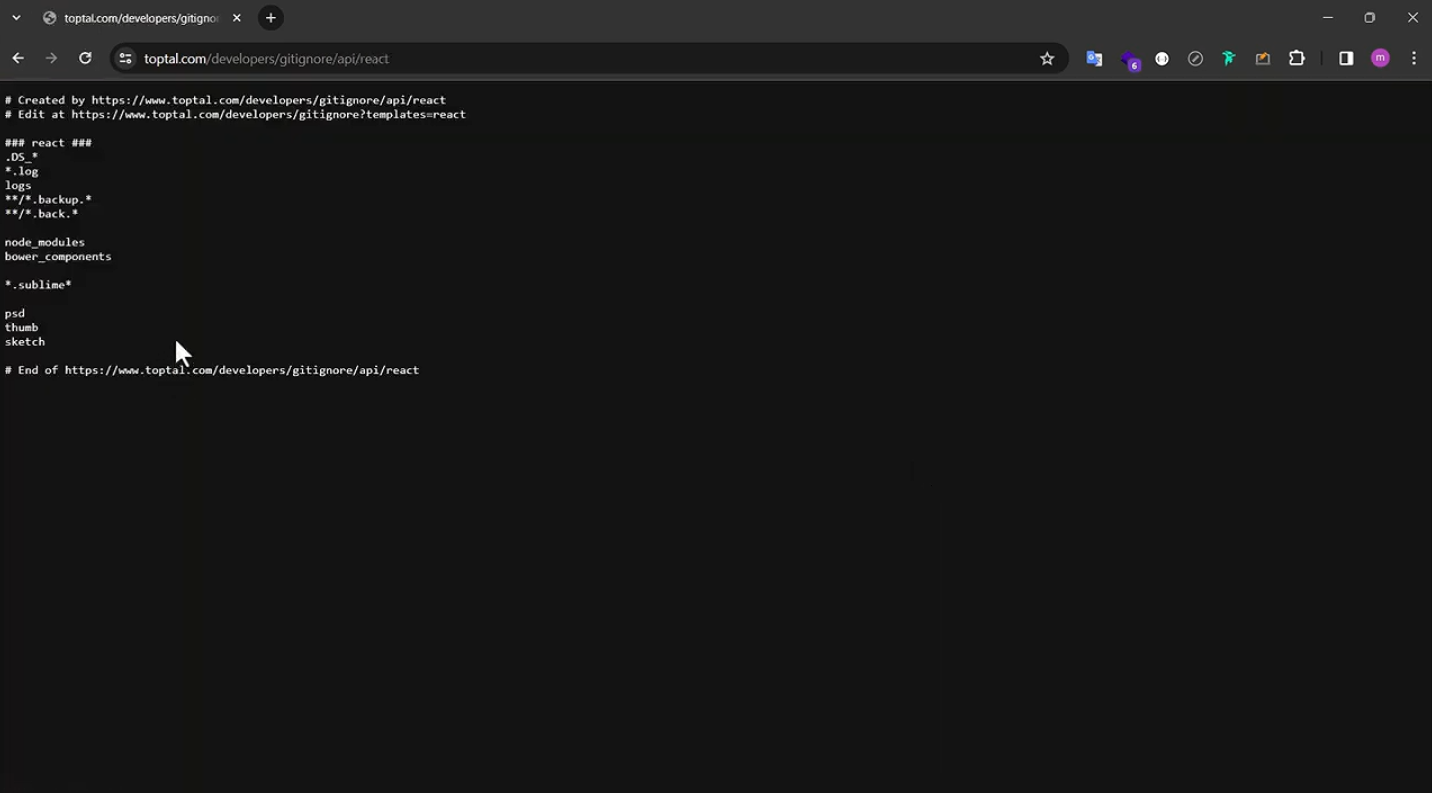 toptal.com/developers/gitigno
toptal.com/developers/gitignore/api/react
6
m
# Created by https://www.toptal.com/developers/gitignore/api/react
# Edit at https://www.toptal.com/developers/gitignore?templates=react
### react ###
.DS_*
*.log
logs
**/*.backup.*
**/*.back.*
node_modules
bower_components
*.sublime*
psd
thumb
sketch
# End of https://www.toptal.com/developers/gitignore/api/react